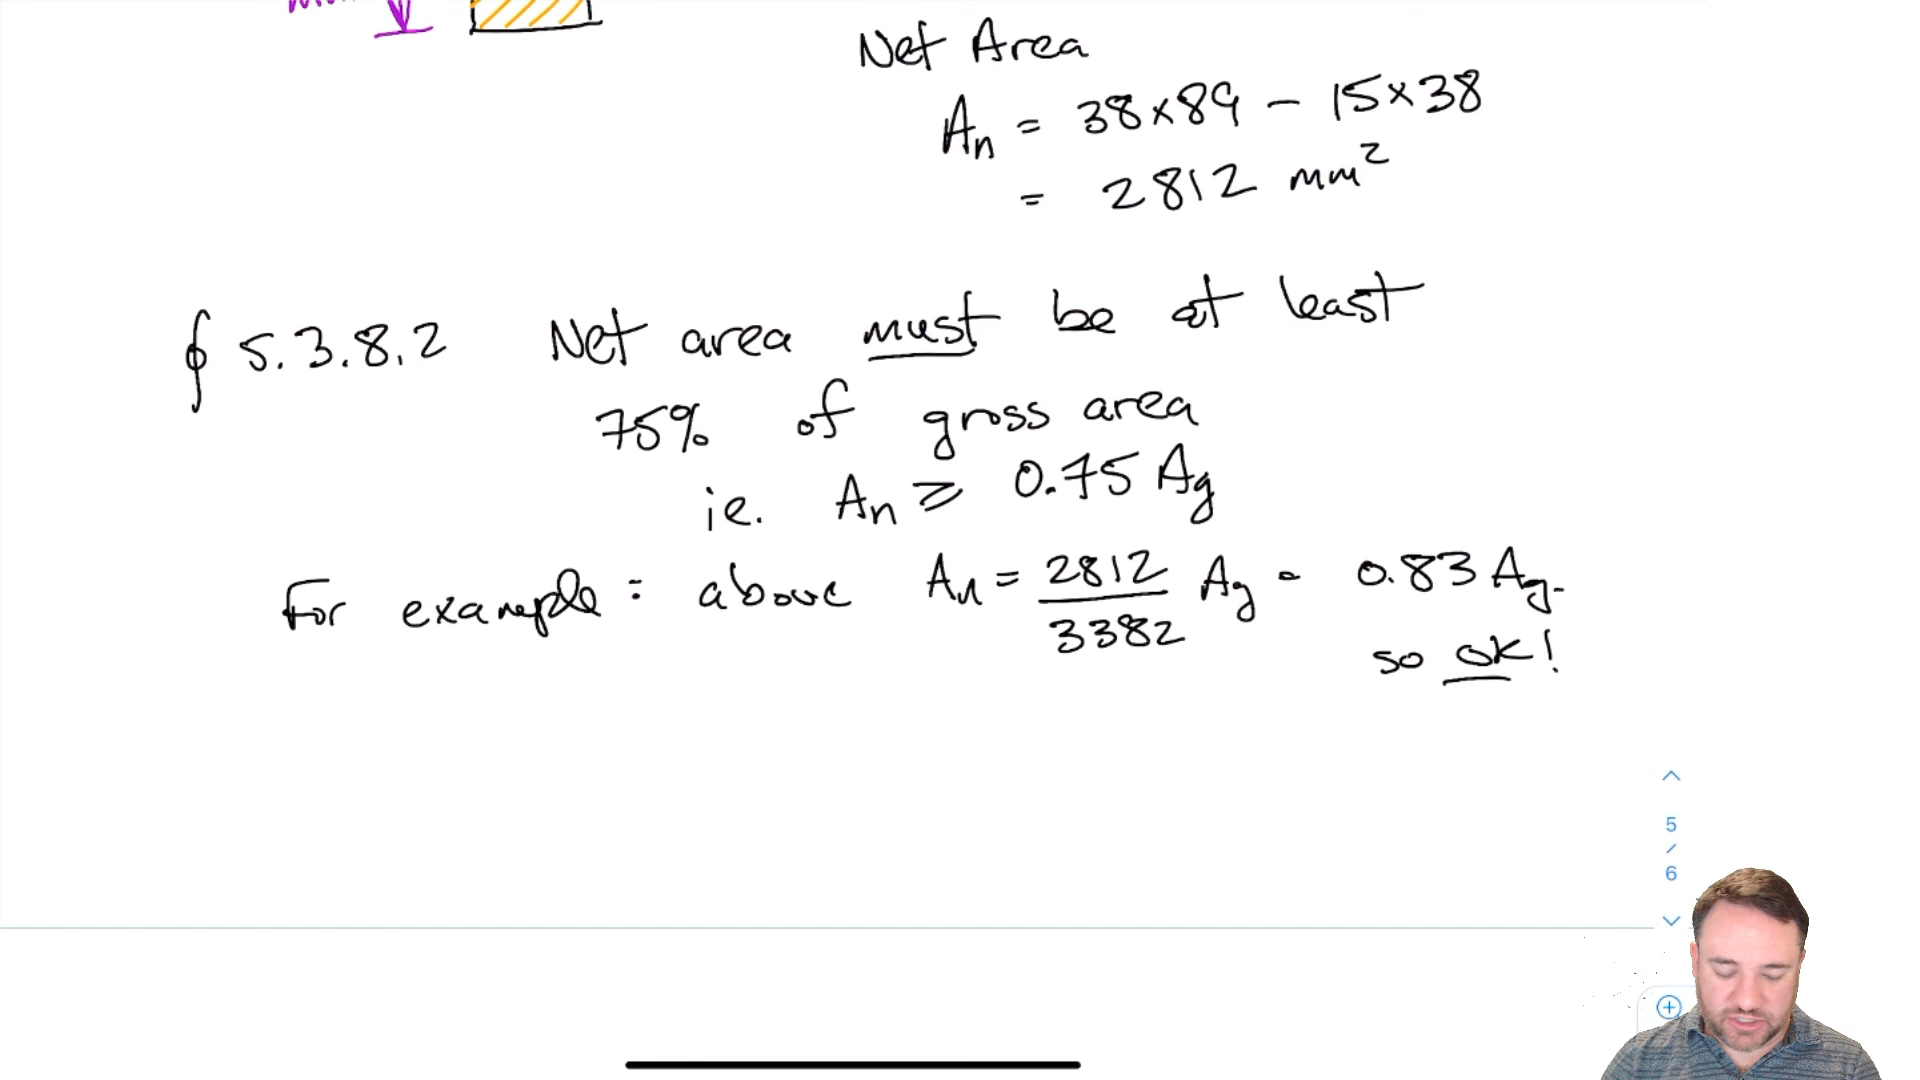 Net Area
An = 38×89 - 15×38
= 2812 mm²
§ 5.3.8.2 Net area must be at least
75% of gross area
ie. An ≥ 0.75 Ag
For example: above An = 2812/3382 Ag = 0.83 Ag.
so OK!
5
/
6